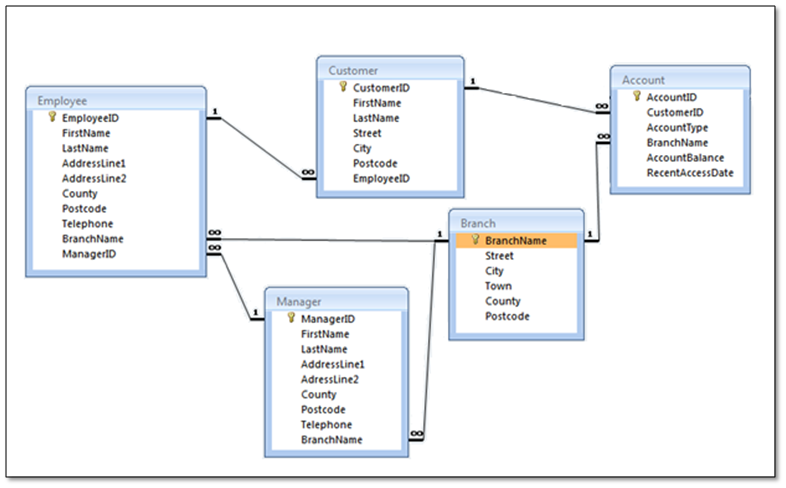 Employee
EmployeeID
FirstName
LastName
AddressLine1
AddressLine2
County
Postcode
Telephone
BranchName
ManagerID
1
∞
∞
Customer
CustomerID
FirstName
LastName
Street
City
Postcode
EmployeeID
1
∞
Account
AccountID
CustomerID
AccountType
BranchName
AccountBalance
RecentAccessDate
∞
∞
Manager
ManagerID
FirstName
LastName
AddressLine1
AdressLine2
County
Postcode
Telephone
BranchName
1
∞
Branch
BranchName
Street
City
Town
County
Postcode
1
1